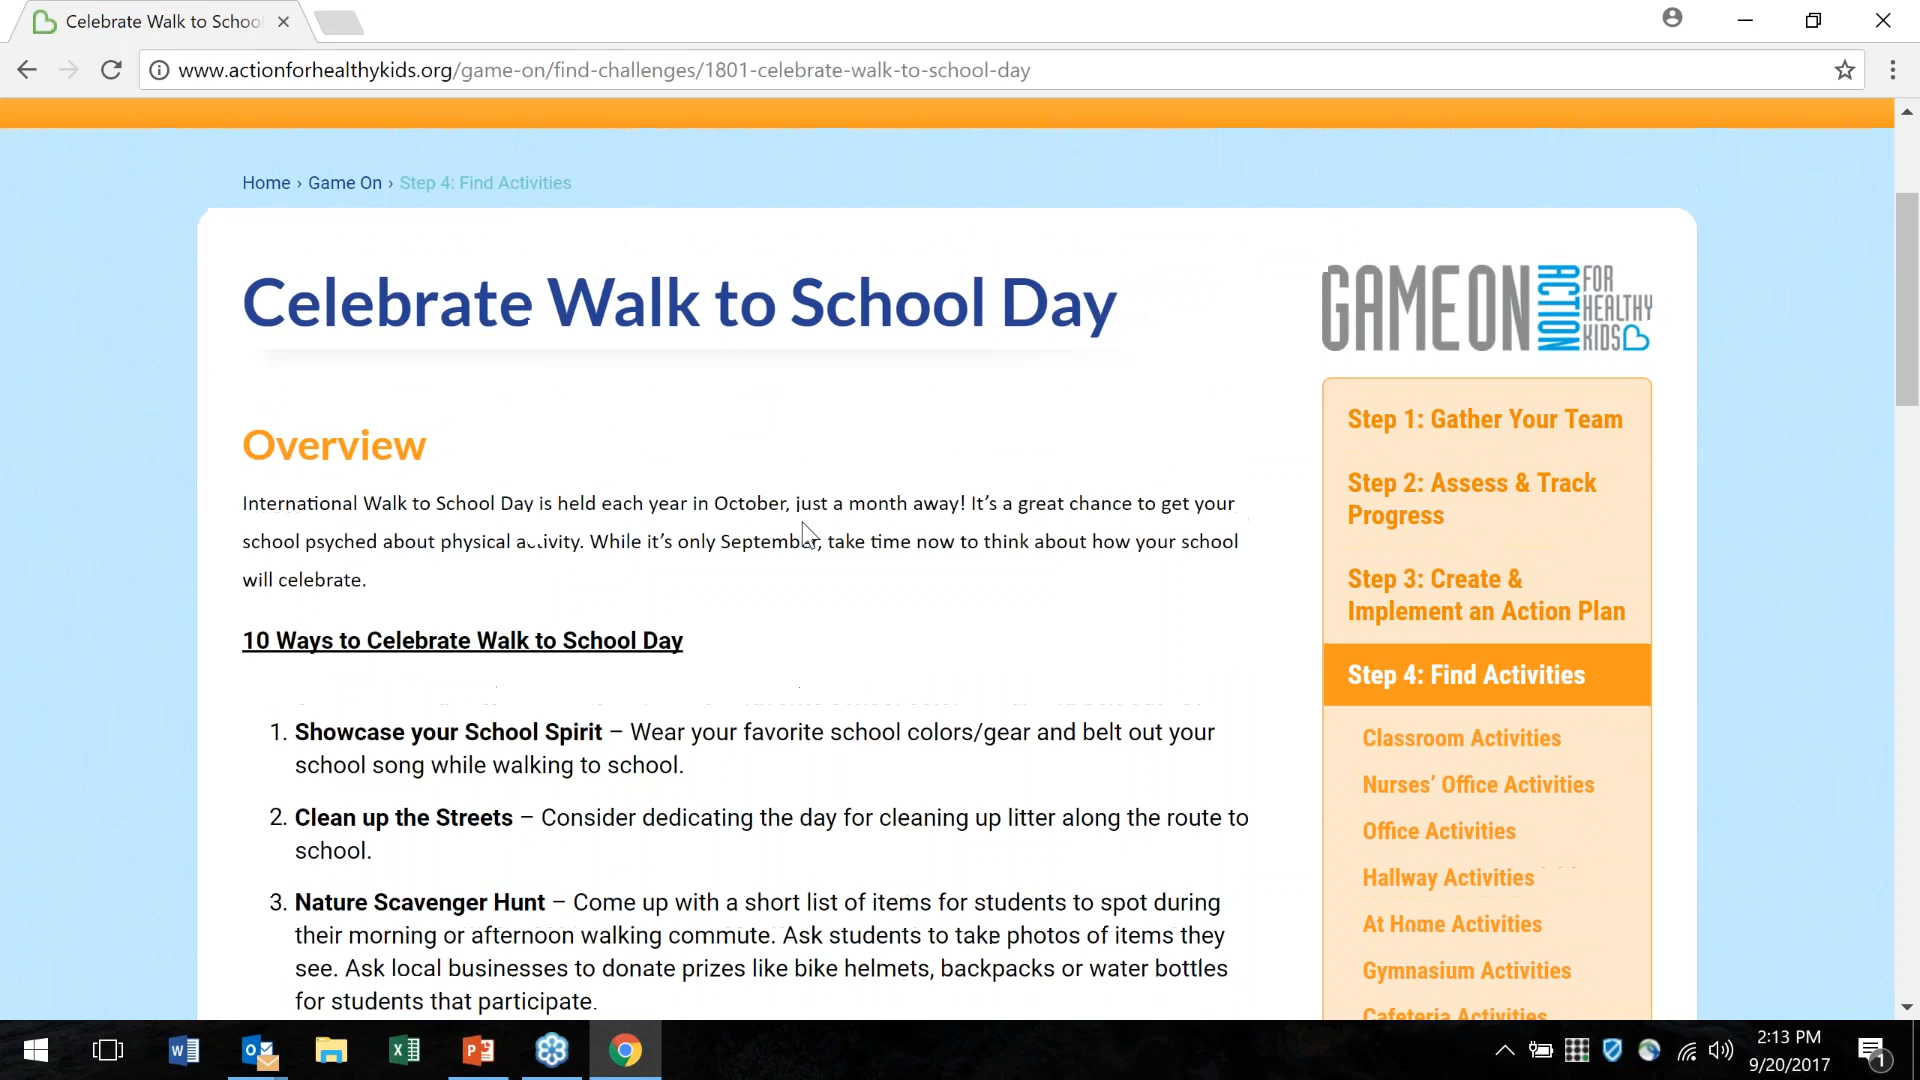 Celebrate Walk to Schoo
www.actionforhealthykids.org/game-on/find-challenges/1801-celebrate-walk-to-school-day
Home › Game On › Step 4: Find Activities
Celebrate Walk to School Day
GAME ON ACTION FOR HEALTHY KIDS
Overview
International Walk to School Day is held each year in October, just a month away! It's a great chance to get your
school psyched about physical activity. While it's only September, take time now to think about how your school
will celebrate.
10 Ways to Celebrate Walk to School Day
1. Showcase your School Spirit – Wear your favorite school colors/gear and belt out your
school song while walking to school.
2. Clean up the Streets – Consider dedicating the day for cleaning up litter along the route to
school.
3. Nature Scavenger Hunt – Come up with a short list of items for students to spot during
their morning or afternoon walking commute. Ask students to take photos of items they
see. Ask local businesses to donate prizes like bike helmets, backpacks or water bottles
for students that participate.
Step 1: Gather Your Team
Step 2: Assess & Track
Progress
Step 3: Create &
Implement an Action Plan
Step 4: Find Activities
Classroom Activities
Nurses' Office Activities
Office Activities
Hallway Activities
At Home Activities
Gymnasium Activities
Cafeteria Activities
2:13 PM
9/20/2017
1